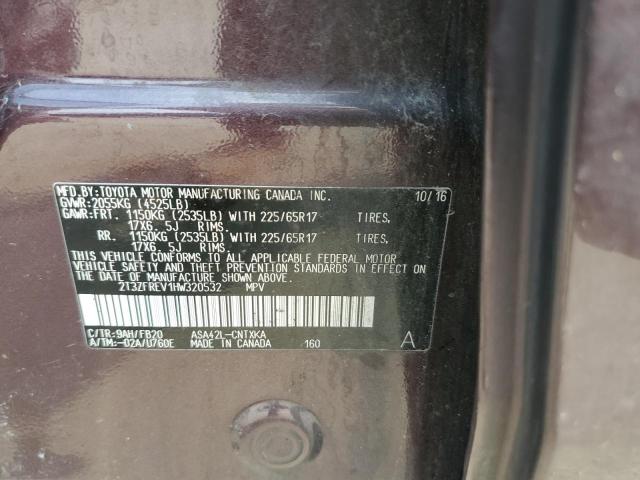 MFD.BY:TOYOTA MOTOR MANUFACTURING CANADA INC. 10/16
GVWR:2055KG (4525LB)
GAWR:FRT. 1150KG (2535LB) WITH 225/65R17 TIRES,
17X6. 5J RIMS.
RR. 1150KG (2535LB) WITH 225/65R17 TIRES,
17X6. 5J RIMS.
THIS VEHICLE CONFORMS TO ALL APPLICABLE FEDERAL MOTOR
VEHICLE SAFETY AND THEFT PREVENTION STANDARDS IN EFFECT
ON THE DATE OF MANUFACTURE SHOWN ABOVE.
2T3ZFREV1HW320532 MPV
C/TR:9AH/FB20 ASA42L-CNTXKA A
A/TM:-02A/U760E MADE IN CANADA 160